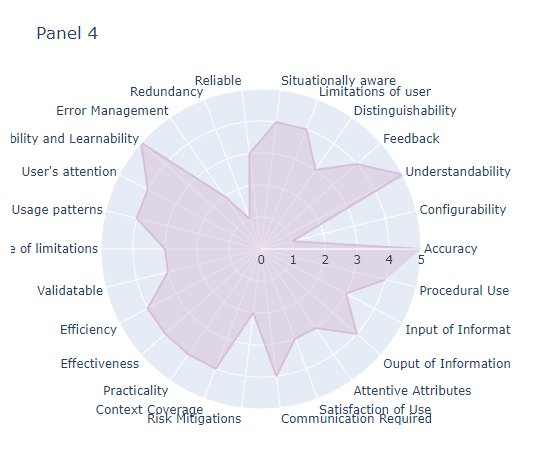 Panel 4
Reliable
Situationally aware
Redundancy
Limitations of user
Error Management
Distinguishability
bility and Learnability
Feedback
User's attention
Understandability
Usage patterns
Configurability
e of limitations
Accuracy
0 1 2 3 4 5
Validatable
Procedural Use
Efficiency
Input of Informat
Effectiveness
Ouput of Information
Practicality
Attentive Attributes
Context Coverage
Satisfaction of Use
Risk Mitigations
Communication Required